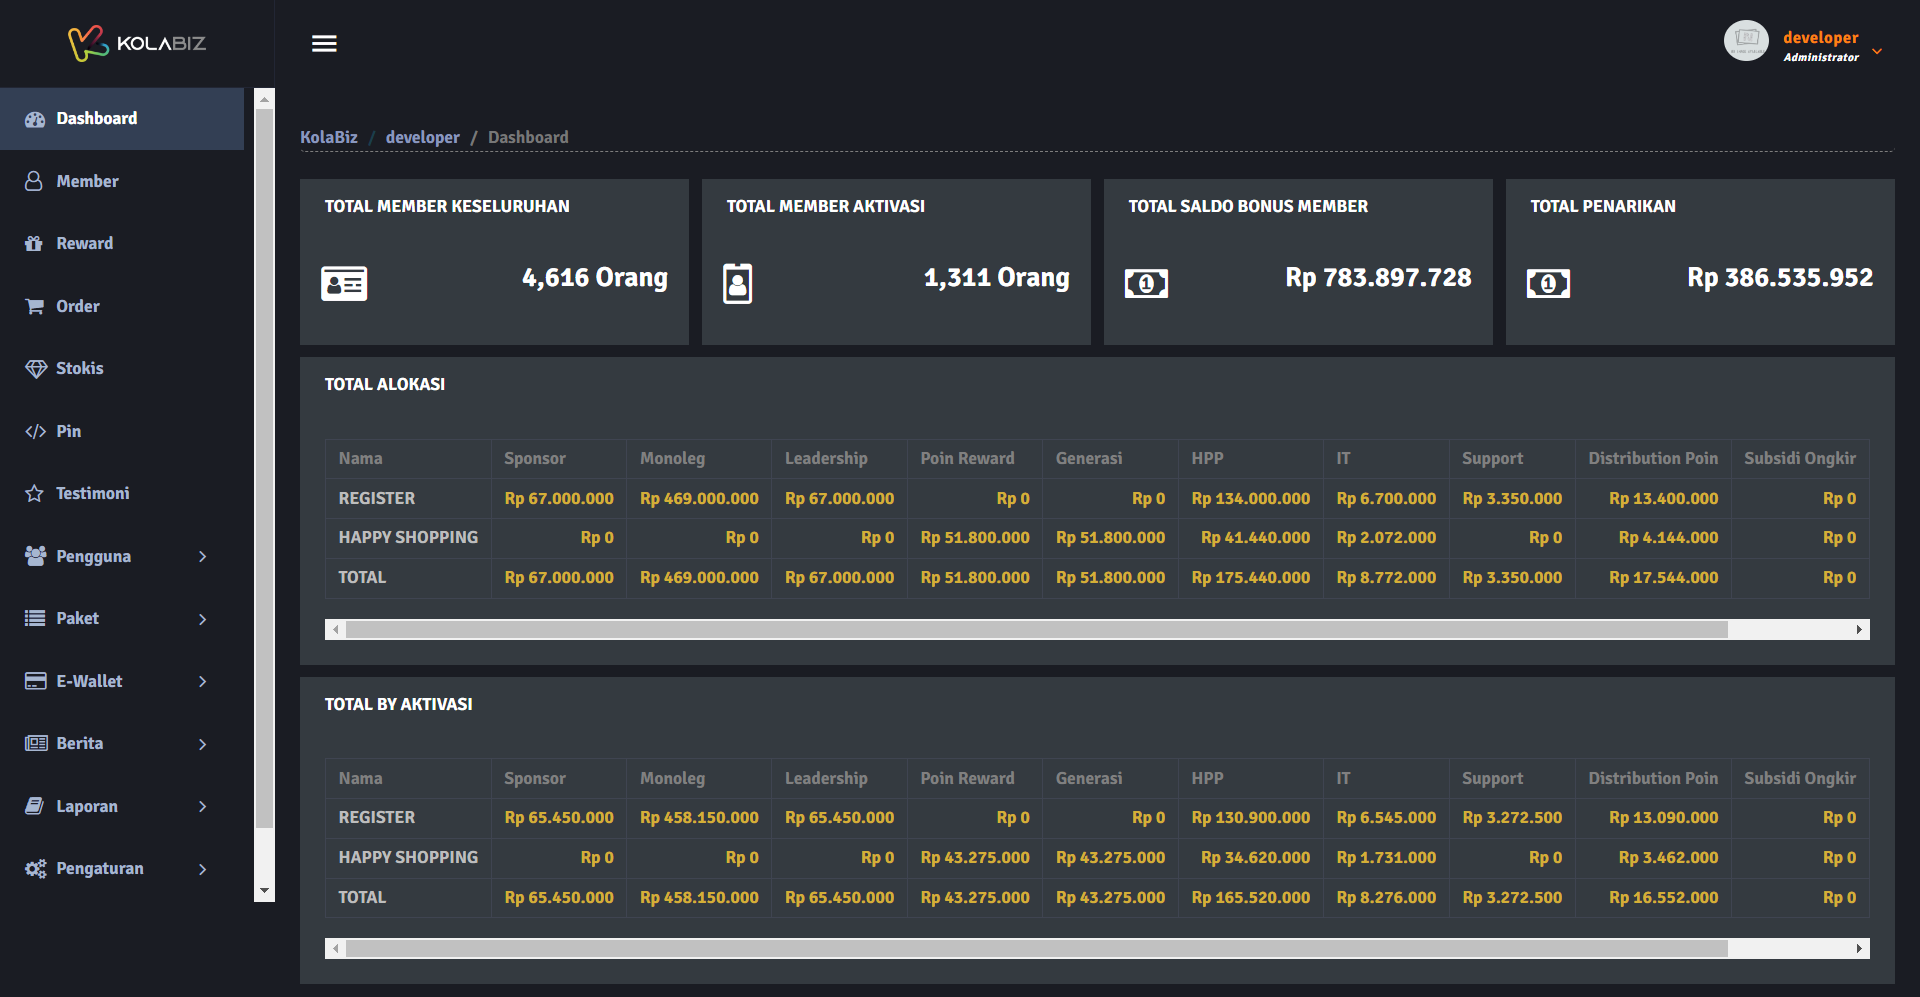 KOLABIZ
developer
Administrator
Dashboard
Member
Reward
Order
Stokis
Pin
Testimoni
Pengguna
Paket
E-Wallet
Berita
Laporan
Pengaturan
KolaBiz / developer / Dashboard
TOTAL MEMBER KESELURUHAN
4,616 Orang
TOTAL MEMBER AKTIVASI
1,311 Orang
TOTAL SALDO BONUS MEMBER
Rp 783.897.728
TOTAL PENARIKAN
Rp 386.535.952
TOTAL ALOKASI
Nama Sponsor Monoleg Leadership Poin Reward Generasi HPP IT Support Distribution Poin Subsidi Ongkir
REGISTER Rp 67.000.000 Rp 469.000.000 Rp 67.000.000 Rp 0 Rp 0 Rp 134.000.000 Rp 6.700.000 Rp 3.350.000 Rp 13.400.000 Rp 0
HAPPY SHOPPING Rp 0 Rp 0 Rp 0 Rp 51.800.000 Rp 51.800.000 Rp 41.440.000 Rp 2.072.000 Rp 0 Rp 4.144.000 Rp 0
TOTAL Rp 67.000.000 Rp 469.000.000 Rp 67.000.000 Rp 51.800.000 Rp 51.800.000 Rp 175.440.000 Rp 8.772.000 Rp 3.350.000 Rp 17.544.000 Rp 0
TOTAL BY AKTIVASI
Nama Sponsor Monoleg Leadership Poin Reward Generasi HPP IT Support Distribution Poin Subsidi Ongkir
REGISTER Rp 65.450.000 Rp 458.150.000 Rp 65.450.000 Rp 0 Rp 0 Rp 130.900.000 Rp 6.545.000 Rp 3.272.500 Rp 13.090.000 Rp 0
HAPPY SHOPPING Rp 0 Rp 0 Rp 0 Rp 43.275.000 Rp 43.275.000 Rp 34.620.000 Rp 1.731.000 Rp 0 Rp 3.462.000 Rp 0
TOTAL Rp 65.450.000 Rp 458.150.000 Rp 65.450.000 Rp 43.275.000 Rp 43.275.000 Rp 165.520.000 Rp 8.276.000 Rp 3.272.500 Rp 16.552.000 Rp 0